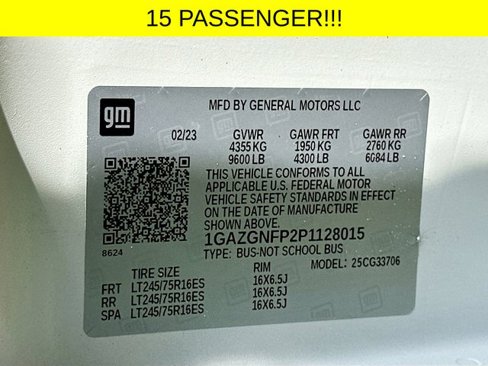 15 PASSENGER!!!
gm
MFD BY GENERAL MOTORS LLC
02/23 GVWR GAWR FRT GAWR RR
4355 KG 1950 KG 2760 KG
9600 LB 4300 LB 6084 LB
THIS VEHICLE CONFORMS TO ALL
APPLICABLE U.S. FEDERAL MOTOR
VEHICLE SAFETY STANDARDS IN EFFECT
ON THE DATE OF MANUFACTURE
SHOWN ABOVE.
1GAZGNFP2P1128015
8624
TYPE: BUS-NOT SCHOOL BUS
MODEL: 25CG33706
TIRE SIZE RIM
FRT LT245/75R16ES 16X6.5J
RR LT245/75R16ES 16X6.5J
SPA LT245/75R16ES 16X6.5J